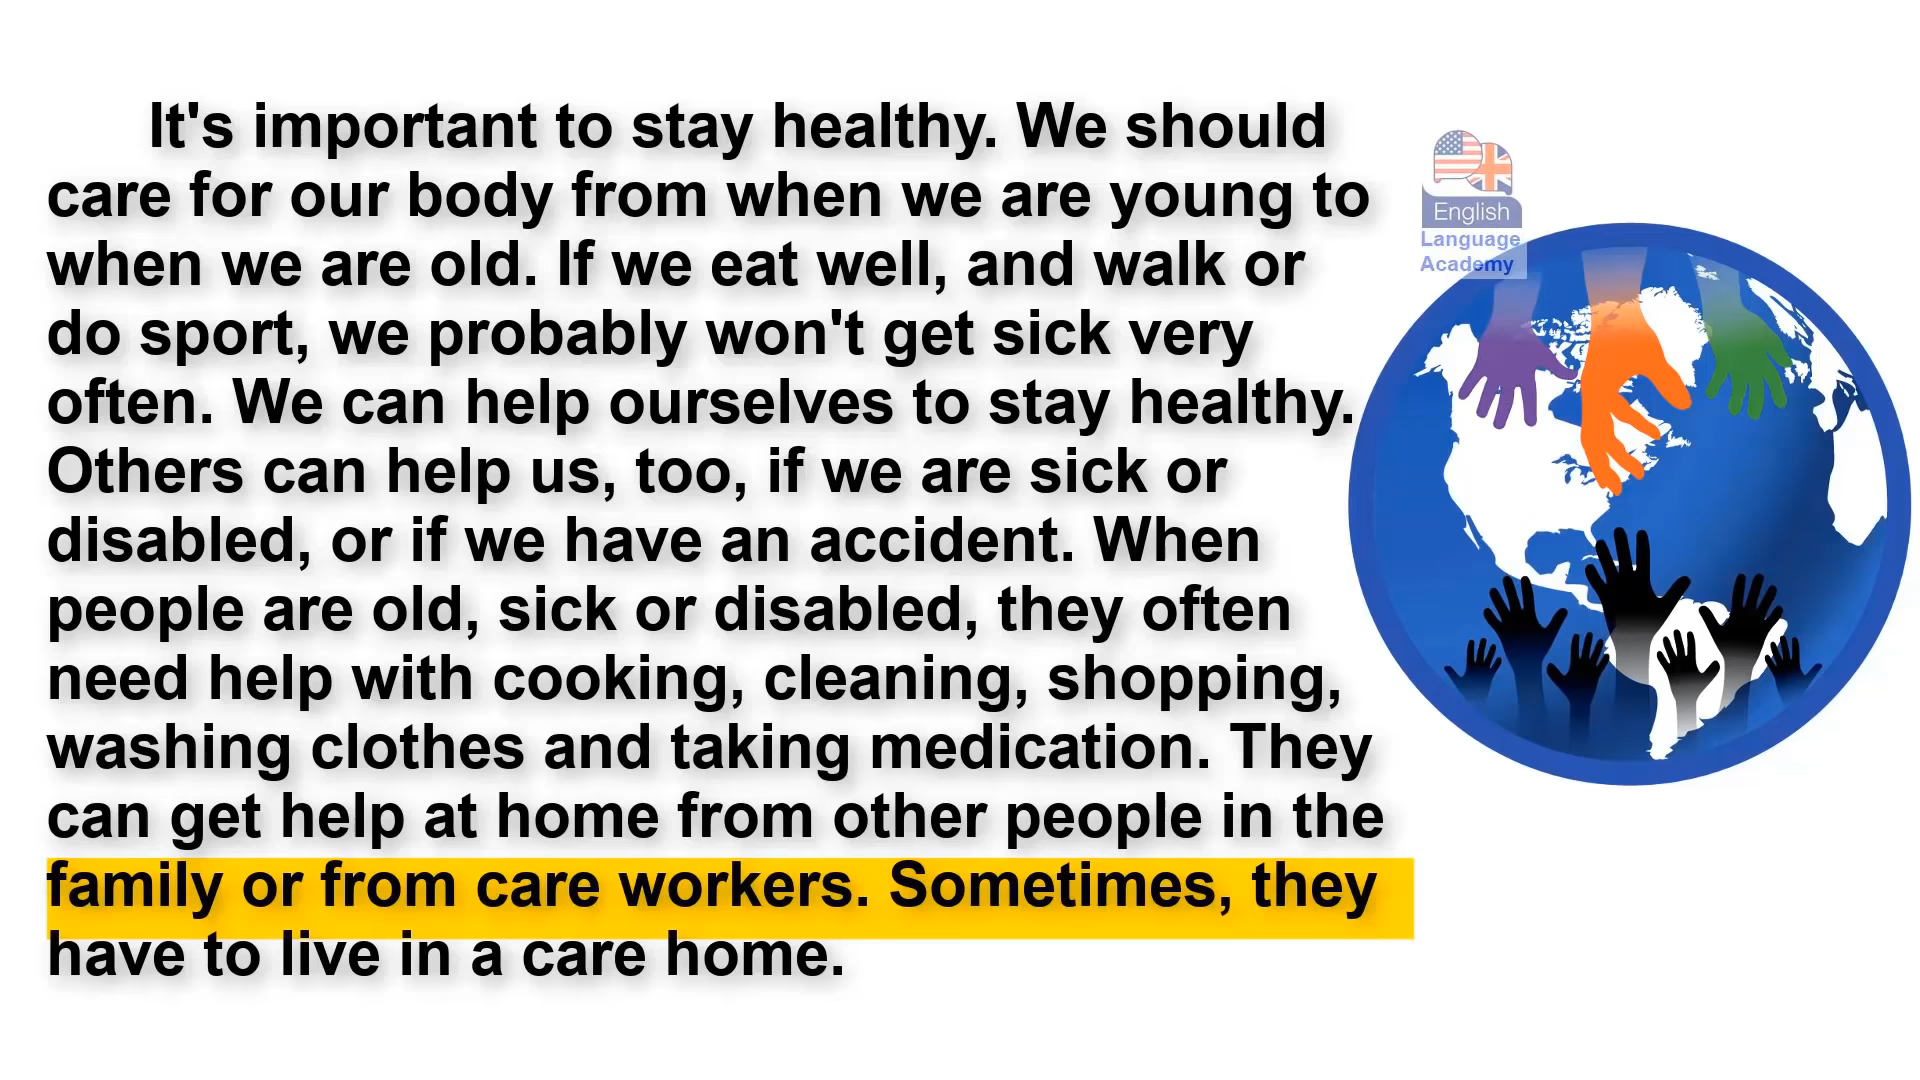 It's important to stay healthy. We should
care for our body from when we are young to
when we are old. If we eat well, and walk or
do sport, we probably won't get sick very
often. We can help ourselves to stay healthy.
Others can help us, too, if we are sick or
disabled, or if we have an accident. When
people are old, sick or disabled, they often
need help with cooking, cleaning, shopping,
washing clothes and taking medication. They
can get help at home from other people in the
family or from care workers. Sometimes, they
have to live in a care home.
English
Language
Academy